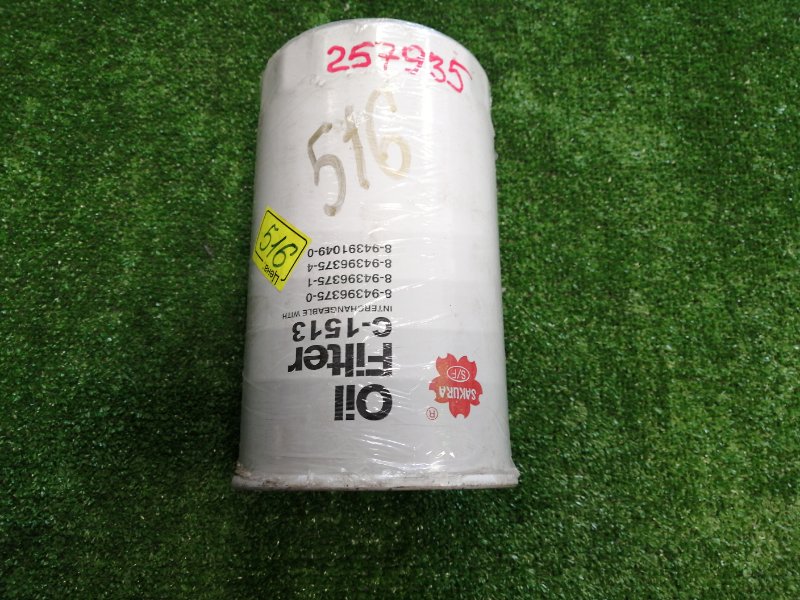 257935
516
516
Цена
Oil
Filter
C-1513
INTERCHANGEABLE WITH
8-94396375-0
8-94396375-1
8-94396375-4
8-94391049-0
SAKURA
S/F
®